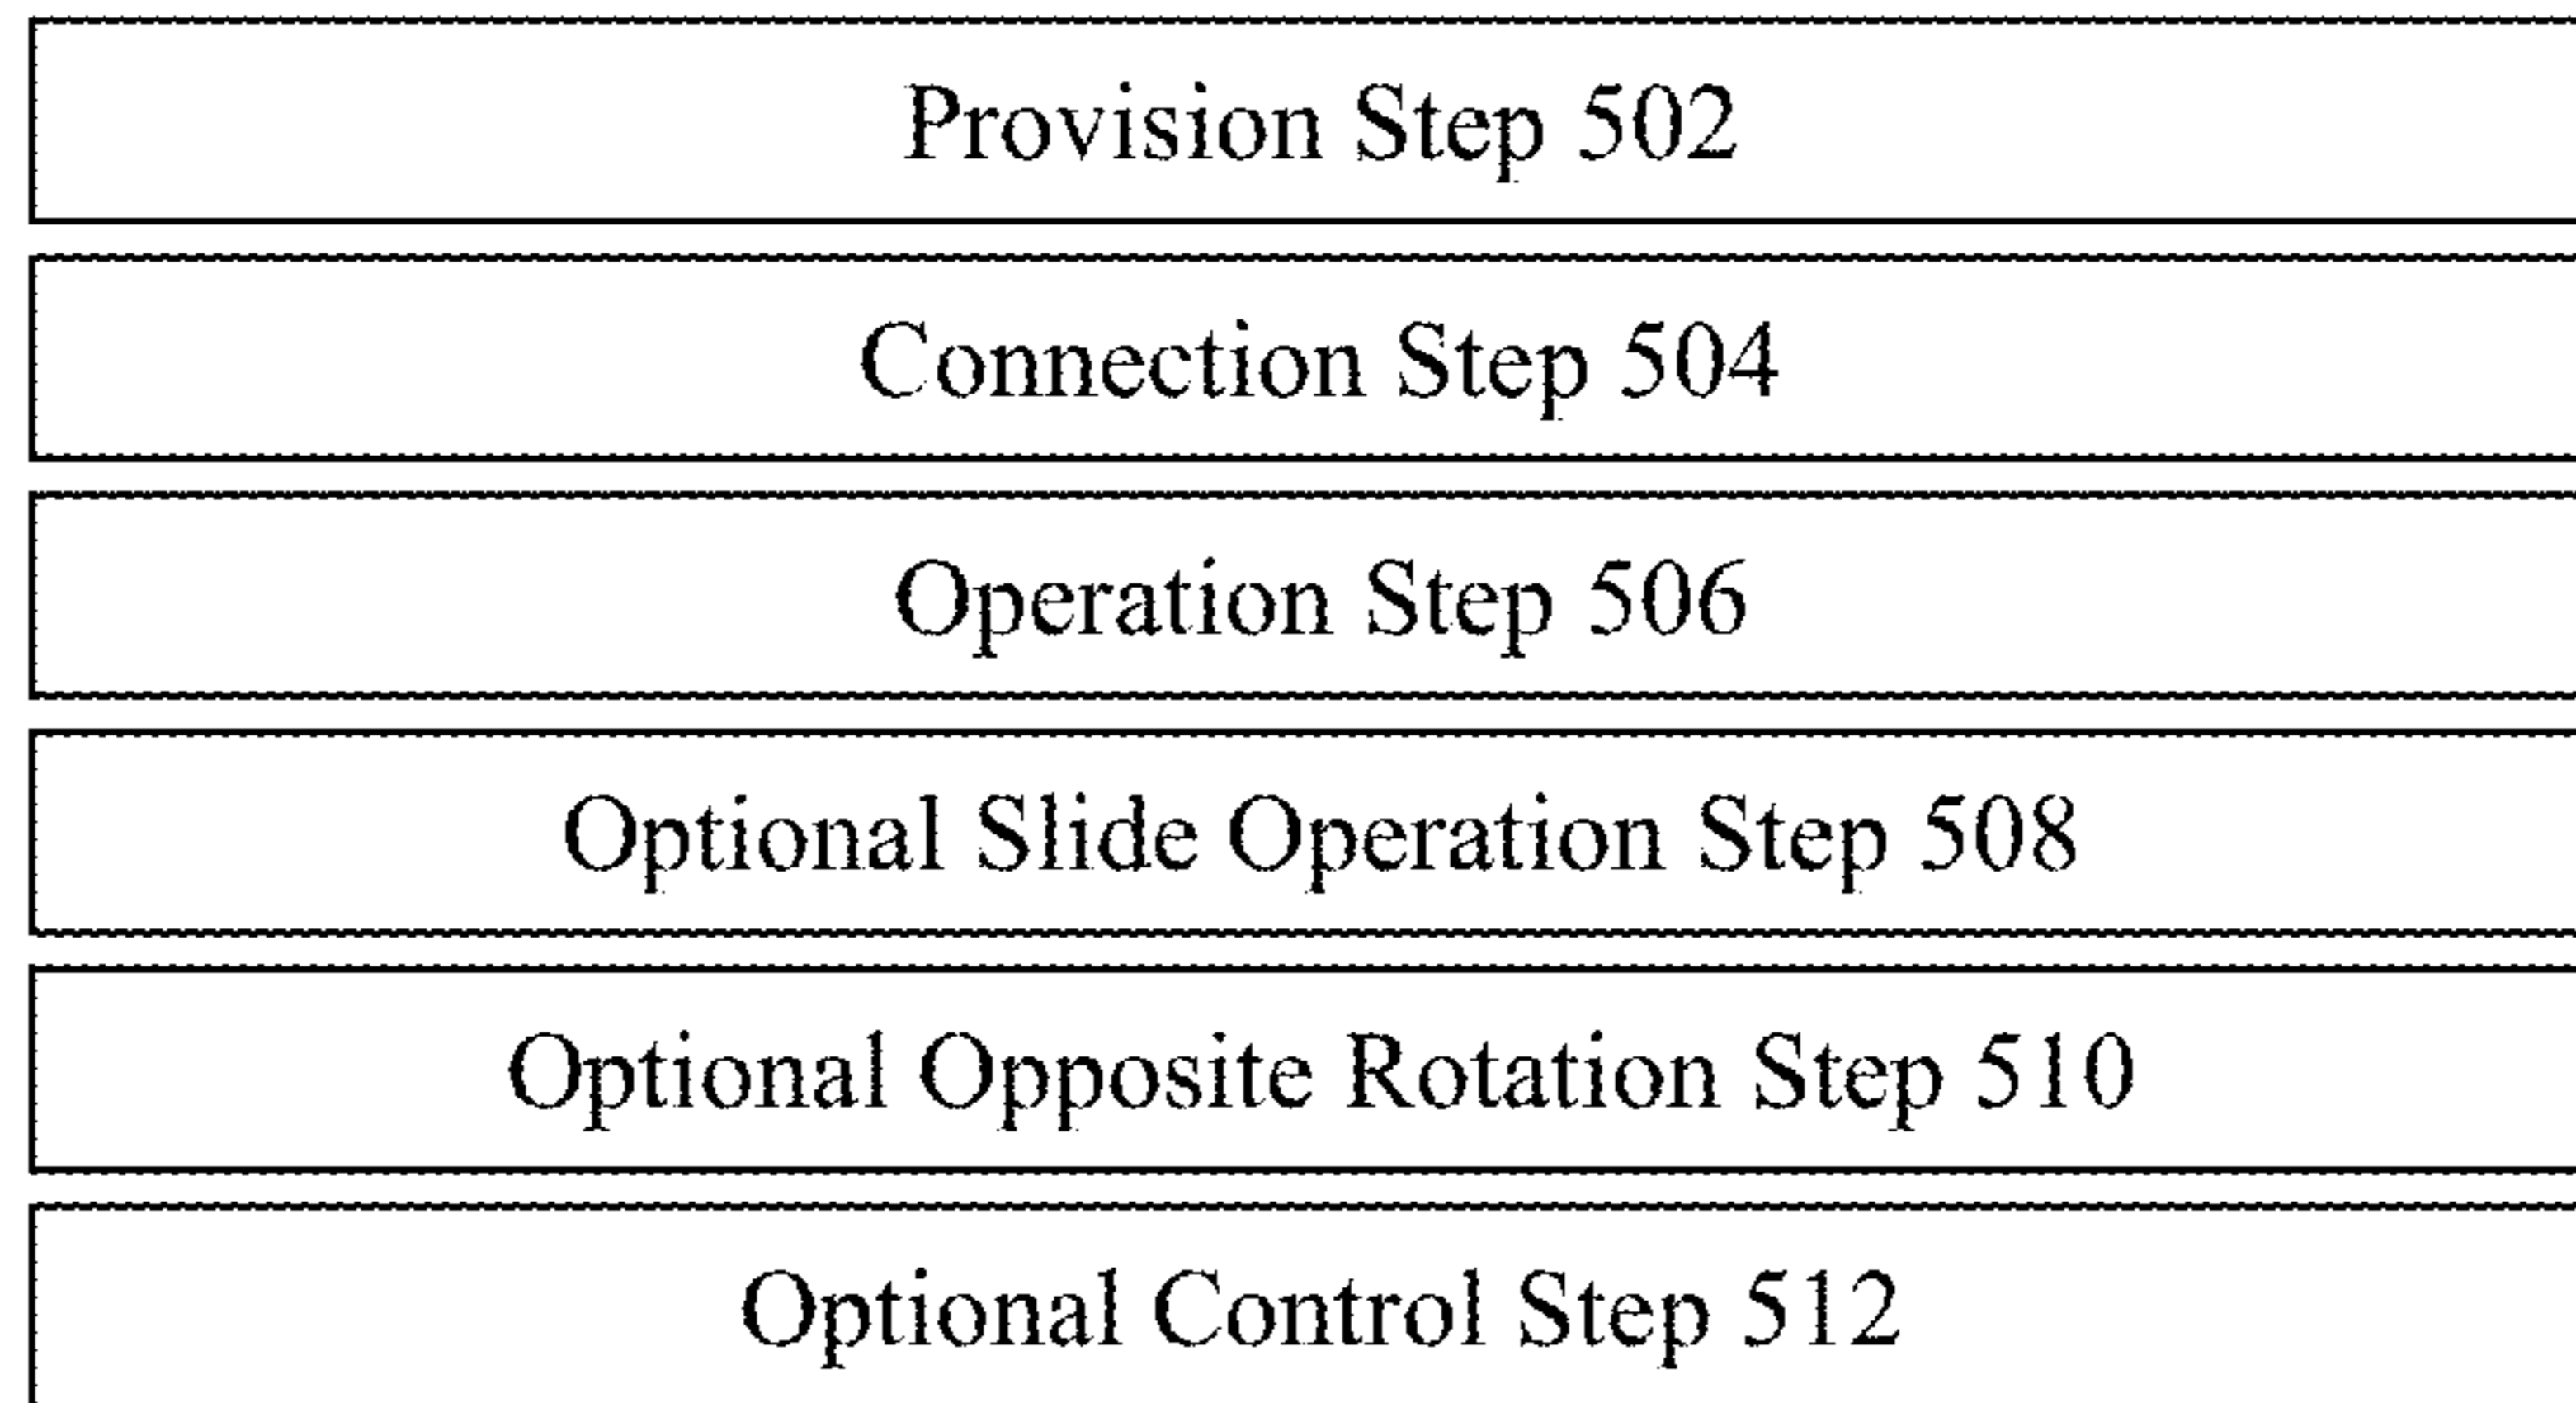 Provision Step 502
Connection Step 504
Operation Step 506
Optional Slide Operation Step 508
Optional Opposite Rotation Step 510
Optional Control Step 512